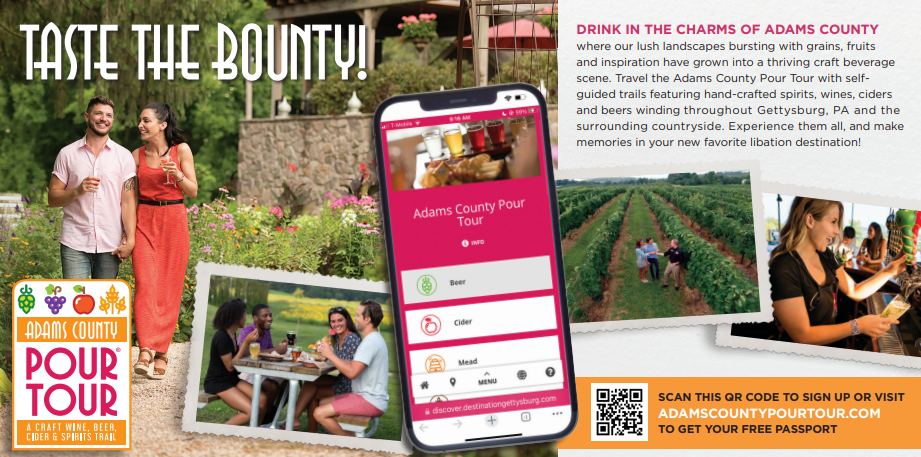 TASTE THE BOUNTY!
DRINK IN THE CHARMS OF ADAMS COUNTY
where our lush landscapes bursting with grains, fruits
and inspiration have grown into a thriving craft beverage
scene. Travel the Adams County Pour Tour with self-
guided trails featuring hand-crafted spirits, wines, ciders
and beers winding throughout Gettysburg, PA and the
surrounding countryside. Experience them all, and make
memories in your new favorite libation destination!
T-Mobile
9:16 AM
Adams County Pour
Tour
INFO
Beer
Cider
Mead
MENU
discover.destinationgettysburg.com
ADAMS COUNTY
POUR®
TOUR
A CRAFT WINE, BEER,
CIDER & SPIRITS TRAIL
SCAN THIS QR CODE TO SIGN UP OR VISIT
ADAMSCOUNTYPOURTOUR.COM
TO GET YOUR FREE PASSPORT